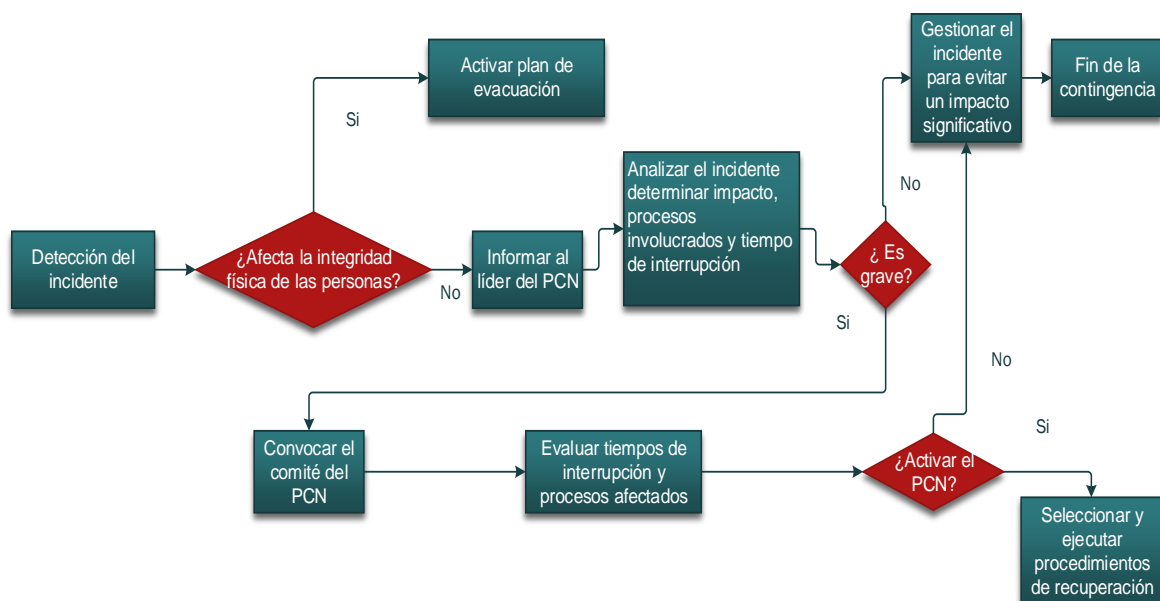 Gestionar el
incidente
para evitar
un impacto
significativo
Fin de la
contingencia
Activar plan de
evacuación
Si
No
Analizar el incidente
determinar impacto,
procesos
involucrados y tiempo
de interrupción
Detección del
incidente
¿Afecta la integridad
física de las personas?
No
Informar al
líder del PCN
¿ Es
grave?
Si
No
Convocar el
comité del
PCN
Evaluar tiempos de
interrupción y
procesos afectados
¿Activar el
PCN?
Si
Seleccionar y
ejecutar
procedimientos
de recuperación